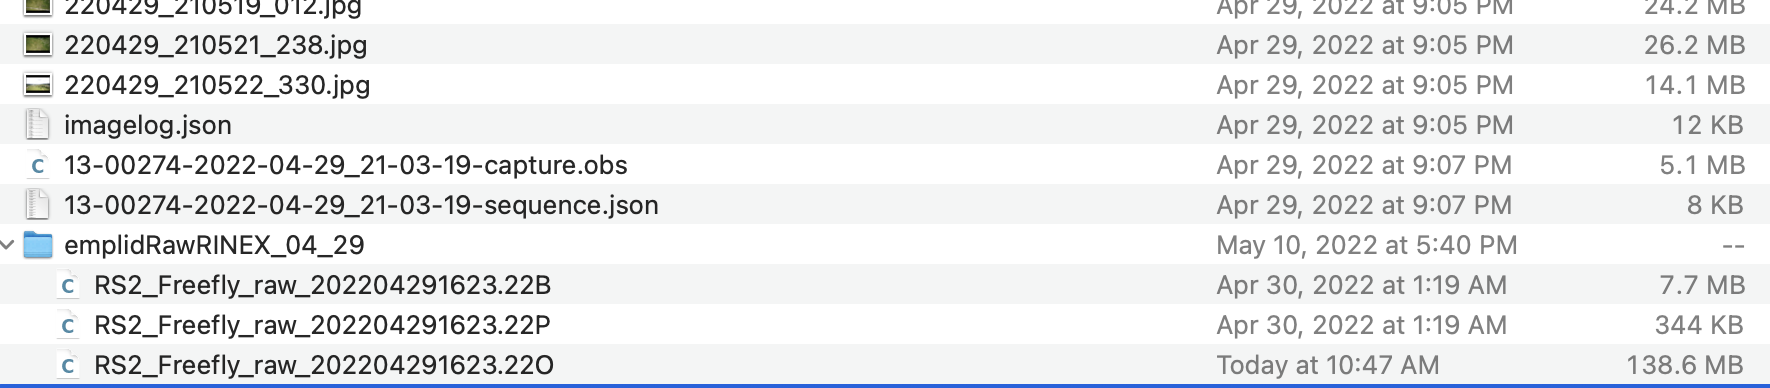 220429_210519_012.jpg Apr 29, 2022 at 9:05 PM 24.2 MB
220429_210521_238.jpg Apr 29, 2022 at 9:05 PM 26.2 MB
220429_210522_330.jpg Apr 29, 2022 at 9:05 PM 14.1 MB
imagelog.json Apr 29, 2022 at 9:05 PM 12 KB
13-00274-2022-04-29_21-03-19-capture.obs Apr 29, 2022 at 9:07 PM 5.1 MB
13-00274-2022-04-29_21-03-19-sequence.json Apr 29, 2022 at 9:07 PM 8 KB
emplidRawRINEX_04_29 May 10, 2022 at 5:40 PM --
C RS2_Freefly_raw_202204291623.22B Apr 30, 2022 at 1:19 AM 7.7 MB
C RS2_Freefly_raw_202204291623.22P Apr 30, 2022 at 1:19 AM 344 KB
C RS2_Freefly_raw_202204291623.22O Today at 10:47 AM 138.6 MB